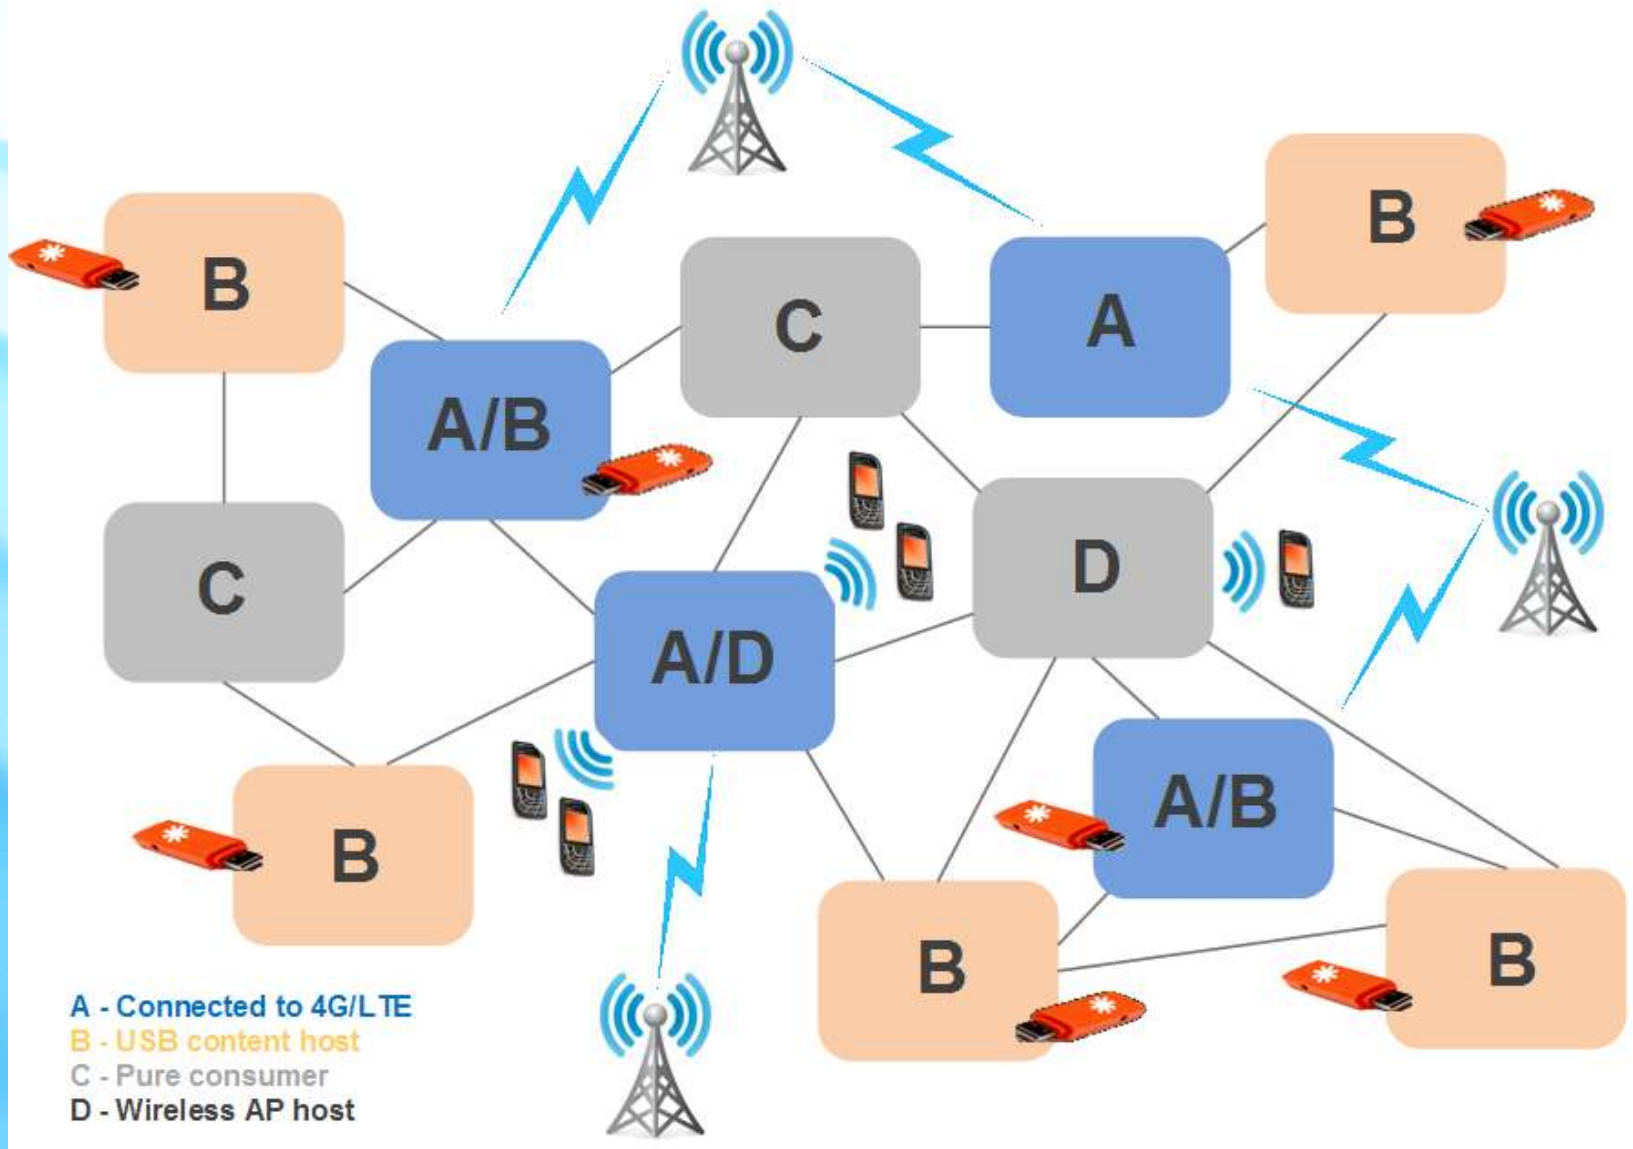 B
B
C
A
A/B
D
C
A/D
A/B
B
B
B
A - Connected to 4G/LTE
B - USB content host
C - Pure consumer
D - Wireless AP host